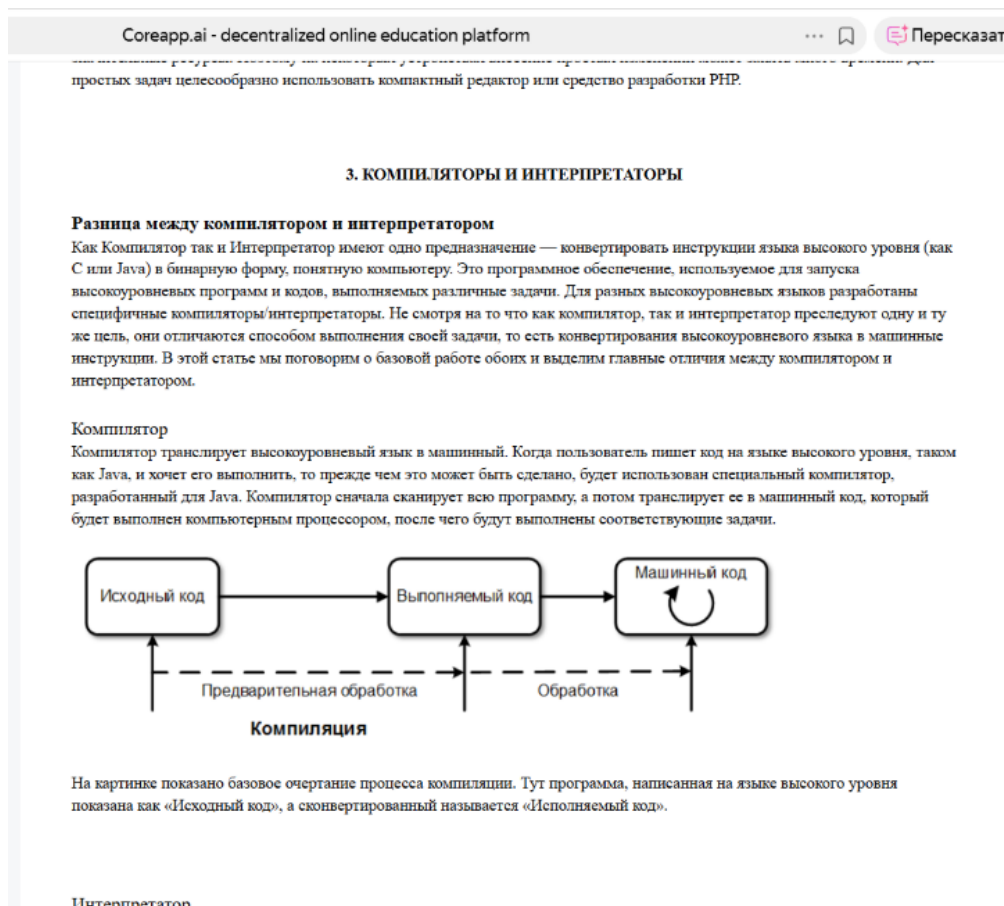 Coreapp.ai - decentralized online education platform
Пересказат
простых задач целесообразно использовать компактный редактор или средство разработки PHP.
3. КОМПИЛЯТОРЫ И ИНТЕРПРЕТАТОРЫ
Разница между компилятором и интерпретатором
Как Компилятор так и Интерпретатор имеют одно предназначение — конвертировать инструкции языка высокого уровня (как
С или Java) в бинарную форму, понятную компьютеру. Это программное обеспечение, используемое для запуска
высокоуровневых программ и кодов, выполняемых различные задачи. Для разных высокоуровневых языков разработаны
специфичные компиляторы/интерпретаторы. Не смотря на то что как компилятор, так и интерпретатор преследуют одну и ту
же цель, они отличаются способом выполнения своей задачи, то есть конвертирования высокоуровневого языка в машинные
инструкции. В этой статье мы поговорим о базовой работе обоих и выделим главные отличия между компилятором и
интерпретатором.
Компилятор
Компилятор транслирует высокоуровневый язык в машинный. Когда пользователь пишет код на языке высокого уровня, таком
как Java, и хочет его выполнить, то прежде чем это может быть сделано, будет использован специальный компилятор,
разработанный для Java. Компилятор сначала сканирует всю программу, а потом транслирует ее в машинный код, который
будет выполнен компьютерным процессором, после чего будут выполнены соответствующие задачи.
Исходный код
Выполняемый код
Машинный код
Предварительная обработка
Обработка
Компиляция
На картинке показано базовое очертание процесса компиляции. Тут программа, написанная на языке высокого уровня
показана как «Исходный код», а сконвертированный называется «Исполняемый код».
Интерпретатор